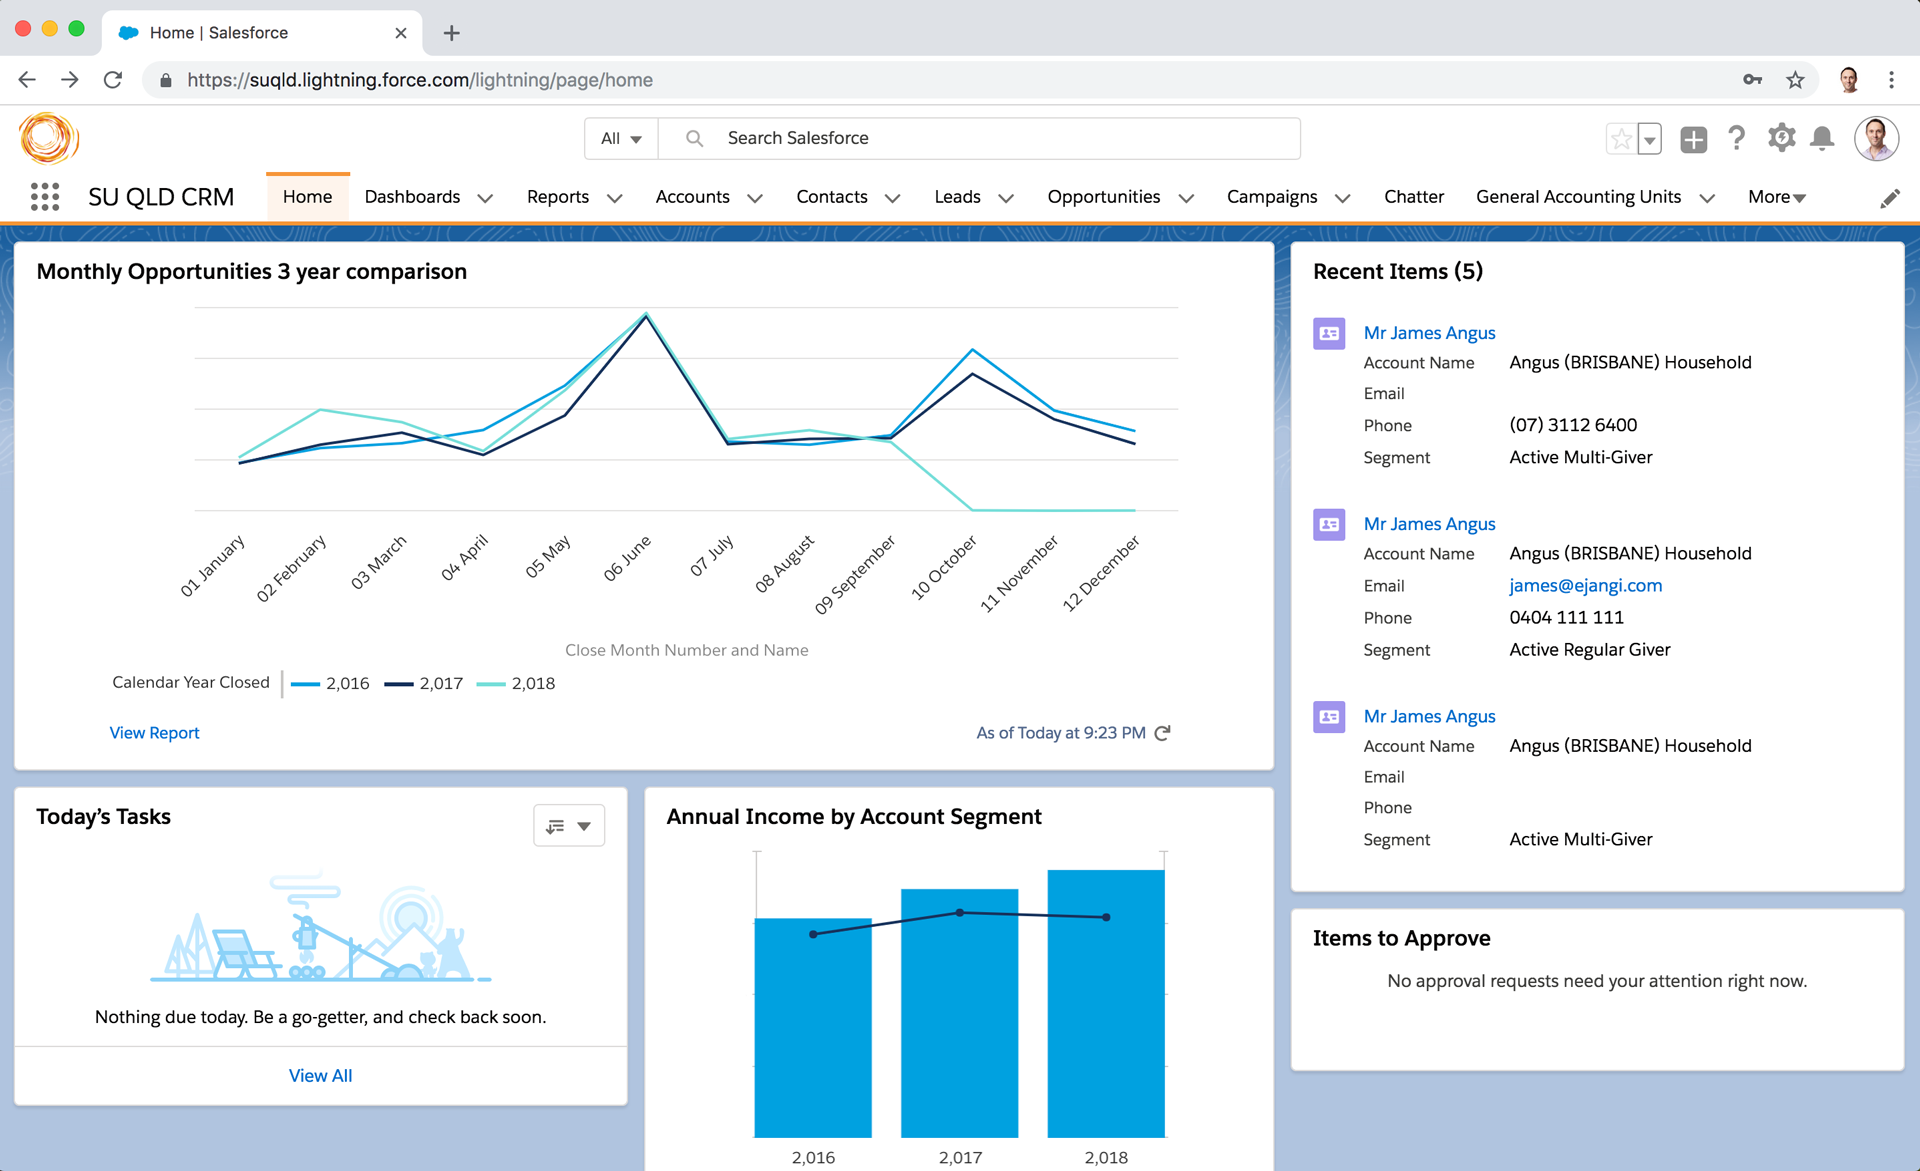 Home | Salesforce
https://suqld.lightning.force.com/lightning/page/home
All
Search Salesforce
SU QLD CRM
Home
Dashboards
Reports
Accounts
Contacts
Leads
Opportunities
Campaigns
Chatter
General Accounting Units
More
Monthly Opportunities 3 year comparison
01 January
02 February
03 March
04 April
05 May
06 June
07 July
08 August
09 September
10 October
11 November
12 December
Close Month Number and Name
Calendar Year Closed
2,016
2,017
2,018
View Report
As of Today at 9:23 PM
Today’s Tasks
Nothing due today. Be a go-getter, and check back soon.
View All
Annual Income by Account Segment
2,016
2,017
2,018
Recent Items (5)
Mr James Angus
Account Name Angus (BRISBANE) Household
Email
Phone (07) 3112 6400
Segment Active Multi-Giver
Mr James Angus
Account Name Angus (BRISBANE) Household
Email james@ejangi.com
Phone 0404 111 111
Segment Active Regular Giver
Mr James Angus
Account Name Angus (BRISBANE) Household
Email
Phone
Segment Active Multi-Giver
Items to Approve
No approval requests need your attention right now.